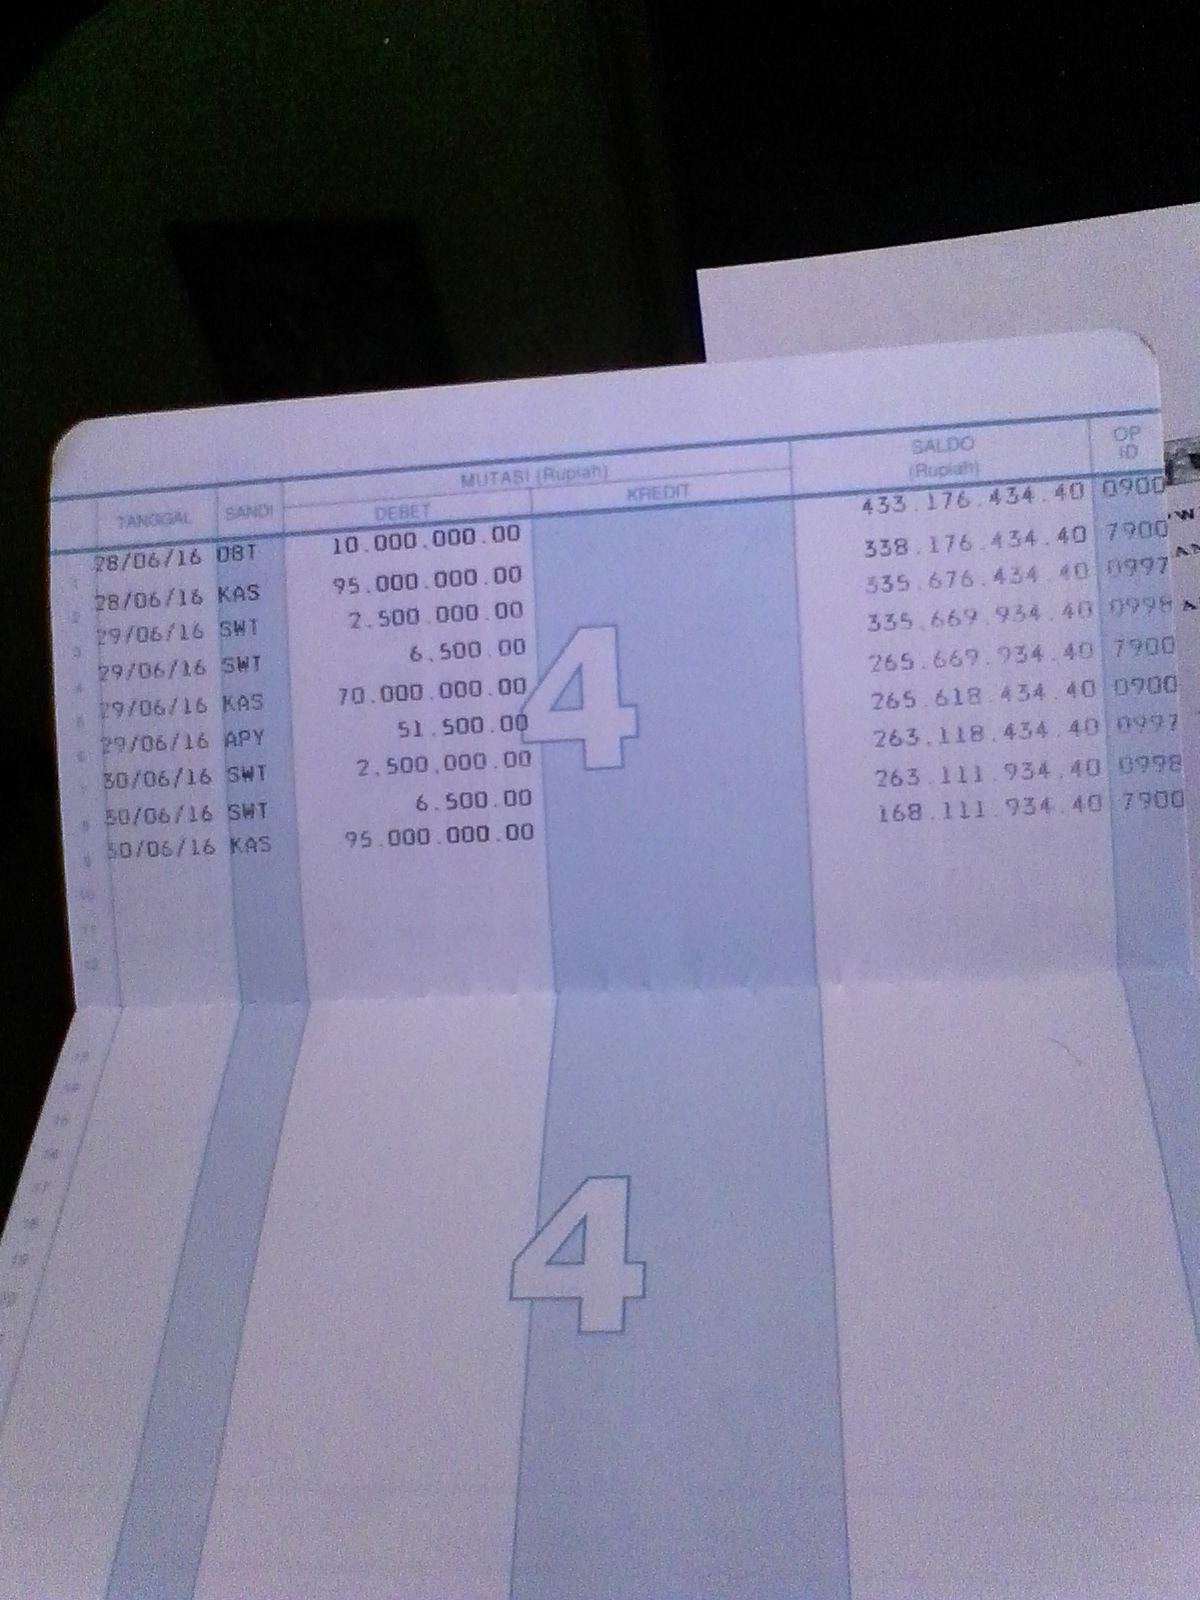 MUTASI (Rupiah) SALDO (Rupiah) OP ID
TANGGAL SANDI DEBET KREDIT
28/06/16 OBT 10.000.000.00 433.176.434.40 0900
28/06/16 KAS 95.000.000.00 338.176.434.40 7900
29/06/16 SWT 2.500.000.00 335.676.434.40 0997
29/06/16 SWT 6.500.00 335.669.934.40 0998
29/06/16 KAS 70.000.000.00 265.669.934.40 7900
29/06/16 APY 51.500.00 265.618.434.40 0900
30/06/16 SWT 2.500.000.00 263.118.434.40 0997
30/06/16 SWT 6.500.00 263.111.934.40 0998
30/06/16 KAS 95.000.000.00 168.111.934.40 7900
4
4